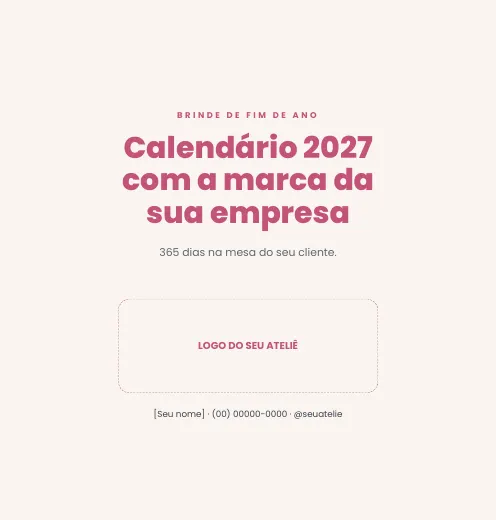 BRINDE DE FIM DE ANO
Calendário 2027
com a marca da
sua empresa
365 dias na mesa do seu cliente.
LOGO DO SEU ATELIÊ
[Seu nome] · (00) 00000-0000 · @seuatelie